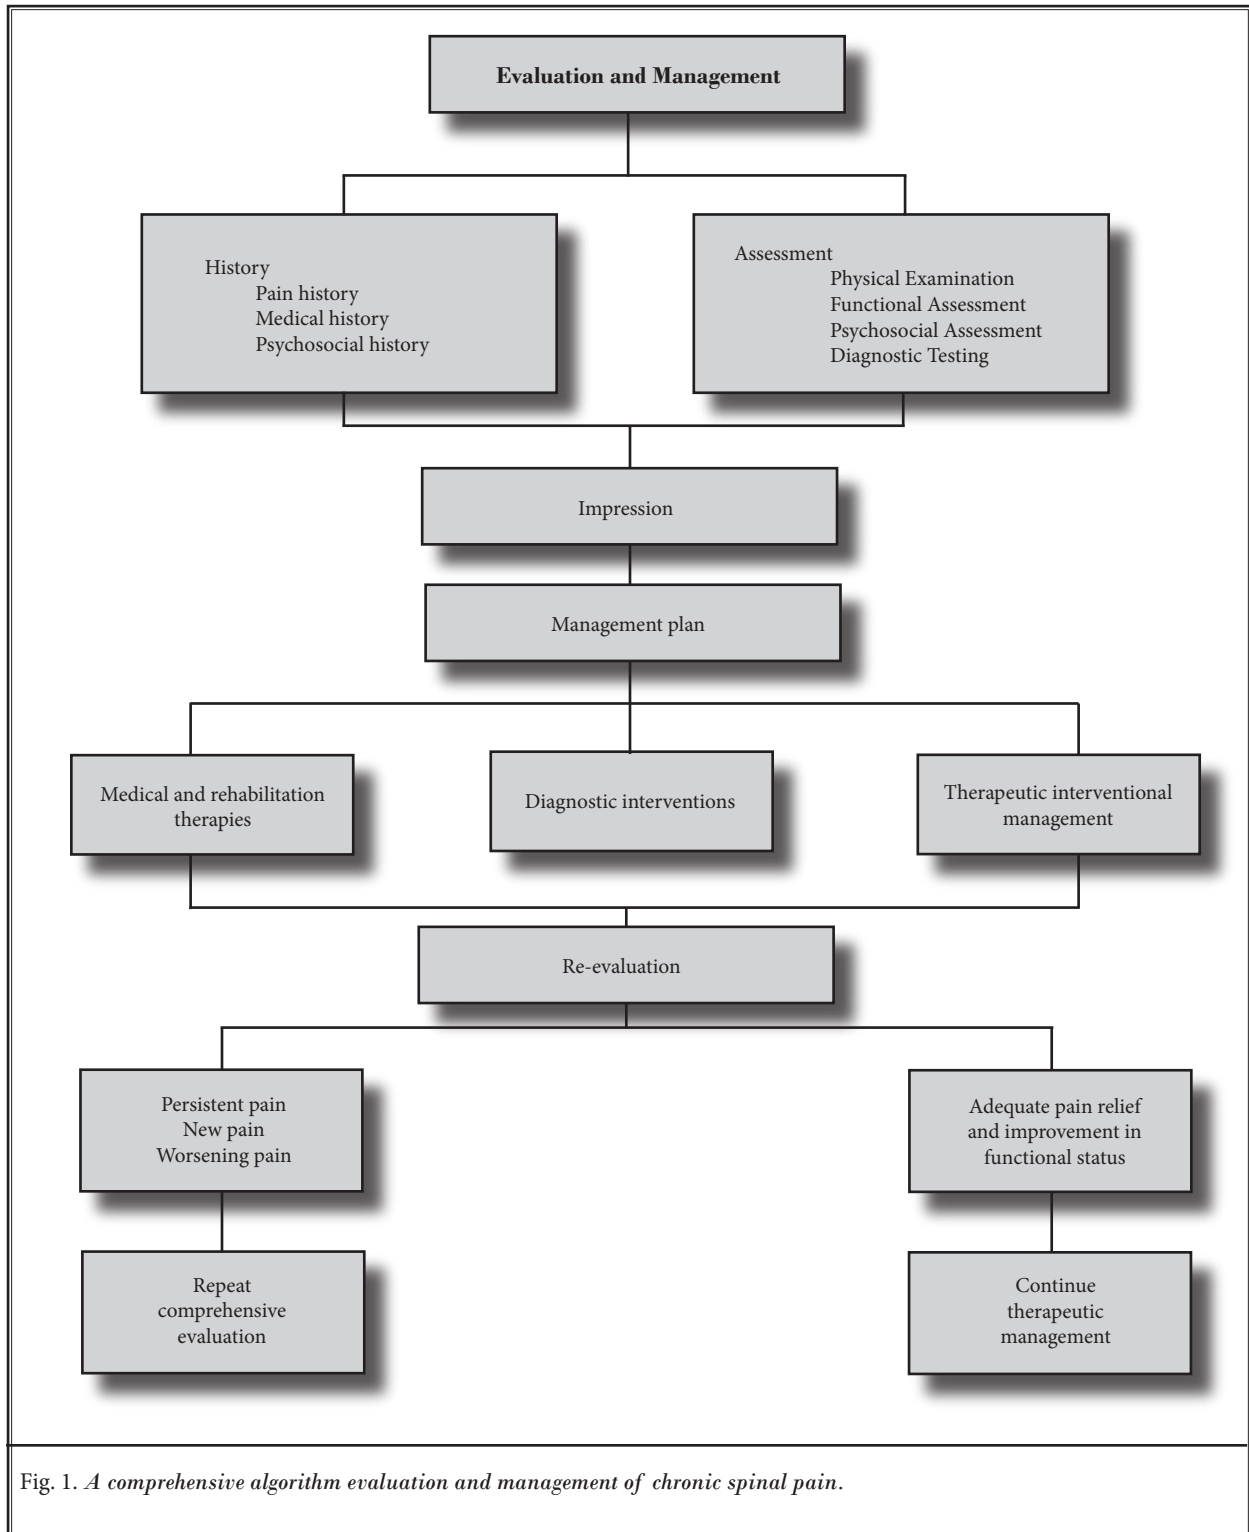 Evaluation and Management
History
Pain history
Medical history
Psychosocial history
Assessment
Physical Examination
Functional Assessment
Psychosocial Assessment
Diagnostic Testing
Impression
Management plan
Medical and rehabilitation
therapies
Diagnostic interventions
Therapeutic interventional
management
Re-evaluation
Persistent pain
New pain
Worsening pain
Adequate pain relief
and improvement in
functional status
Repeat
comprehensive
evaluation
Continue
therapeutic
management
Fig. 1. A comprehensive algorithm evaluation and management of chronic spinal pain.